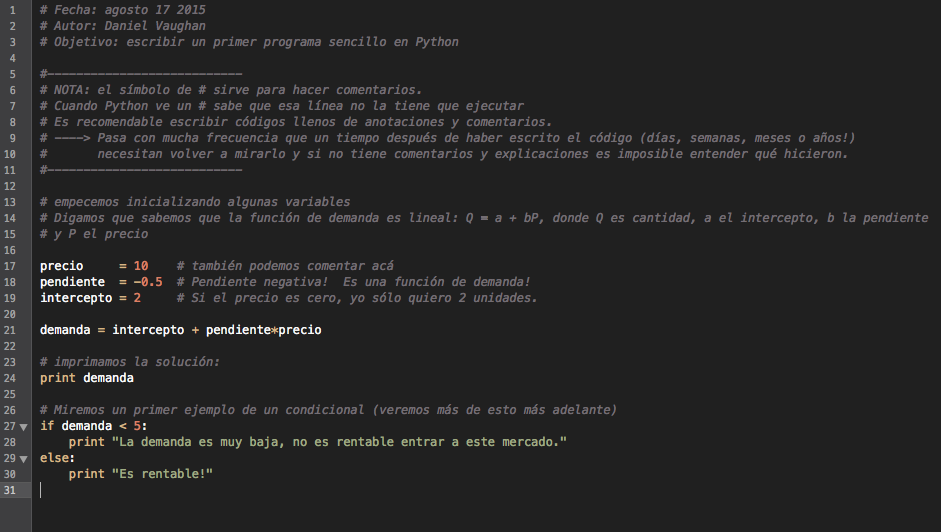 1 # Fecha: agosto 17 2015
2 # Autor: Daniel Vaughan
3 # Objetivo: escribir un primer programa sencillo en Python
4
5 #---------------------------
6 # NOTA: el símbolo de # sirve para hacer comentarios.
7 # Cuando Python ve un # sabe que esa línea no la tiene que ejecutar
8 # Es recomendable escribir códigos llenos de anotaciones y comentarios.
9 # ----> Pasa con mucha frecuencia que un tiempo después de haber escrito el código (días, semanas, meses o años!)
10 #       necesitan volver a mirarlo y si no tiene comentarios y explicaciones es imposible entender qué hicieron.
11 #---------------------------
12
13 # empecemos inicializando algunas variables
14 # Digamos que sabemos que la función de demanda es lineal: Q = a + bP, donde Q es cantidad, a el intercepto, b la pendiente
15 # y P el precio
16
17 precio     = 10    # también podemos comentar acá
18 pendiente  = -0.5  # Pendiente negativa!  Es una función de demanda!
19 intercepto = 2     # Si el precio es cero, yo sólo quiero 2 unidades.
20
21 demanda = intercepto + pendiente*precio
22
23 # imprimamos la solución:
24 print demanda
25
26 # Miremos un primer ejemplo de un condicional (veremos más de esto más adelante)
27 if demanda < 5:
28     print "La demanda es muy baja, no es rentable entrar a este mercado."
29 else:
30     print "Es rentable!"
31